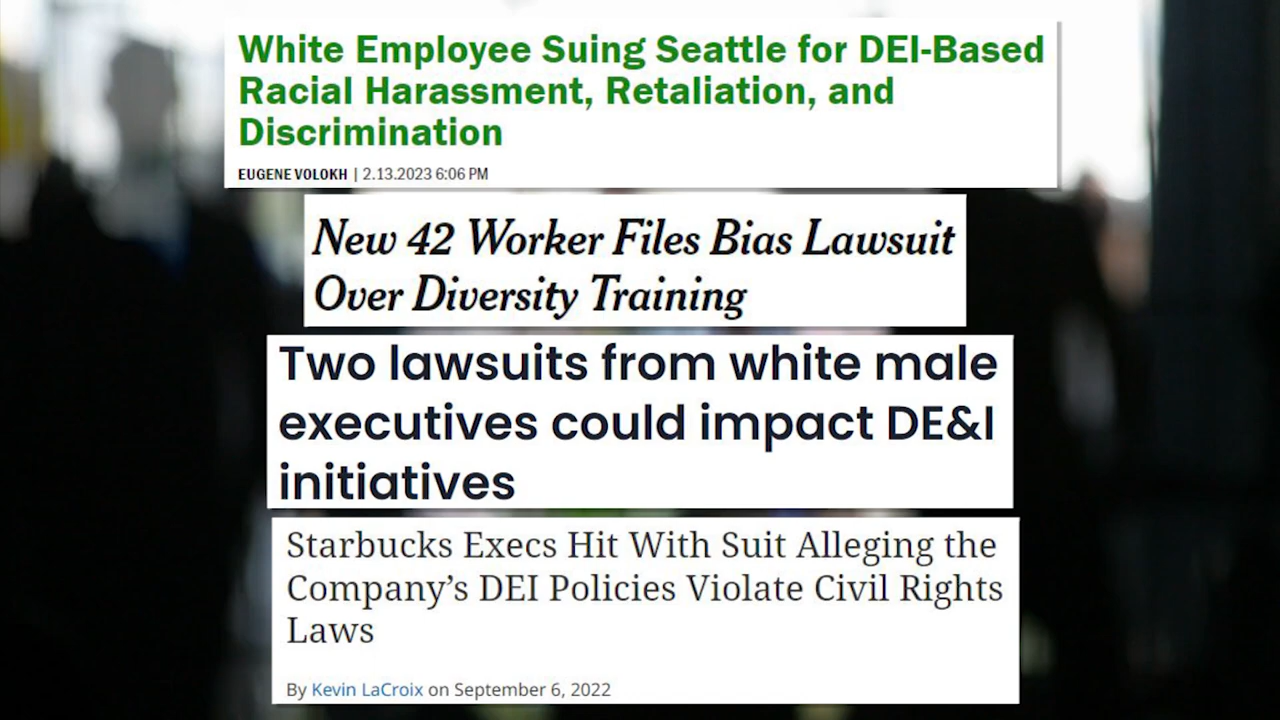 White Employee Suing Seattle for DEI-Based
Racial Harassment, Retaliation, and
Discrimination
EUGENE VOLOKH | 2.13.2023 6:06 PM
New 42 Worker Files Bias Lawsuit
Over Diversity Training
Two lawsuits from white male
executives could impact DE&I
initiatives
Starbucks Execs Hit With Suit Alleging the
Company’s DEI Policies Violate Civil Rights
Laws
By Kevin LaCroix on September 6, 2022